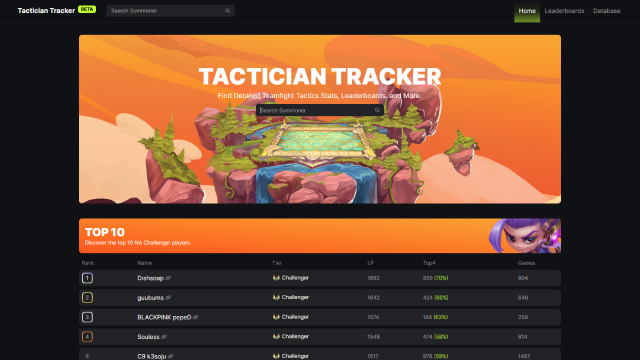 Tactician Tracker BETA
Search Summoner
Home Leaderboards Database
TACTICIAN TRACKER
Find Detailed Teamfight Tactics Stats, Leaderboards, and More.
Search Summoner
TOP 10
Discover the top 10 NA Challenger players.
Rank Name Tier LP Top4 Games
1 Dishsoap Challenger 1662 559 (70%) 804
2 guubums Challenger 1642 424 (66%) 646
3 BLACKPINK pepeD Challenger 1574 164 (63%) 259
4 Souless Challenger 1549 474 (58%) 814
5 C9 k3soju Challenger 1517 878 (59%) 1487